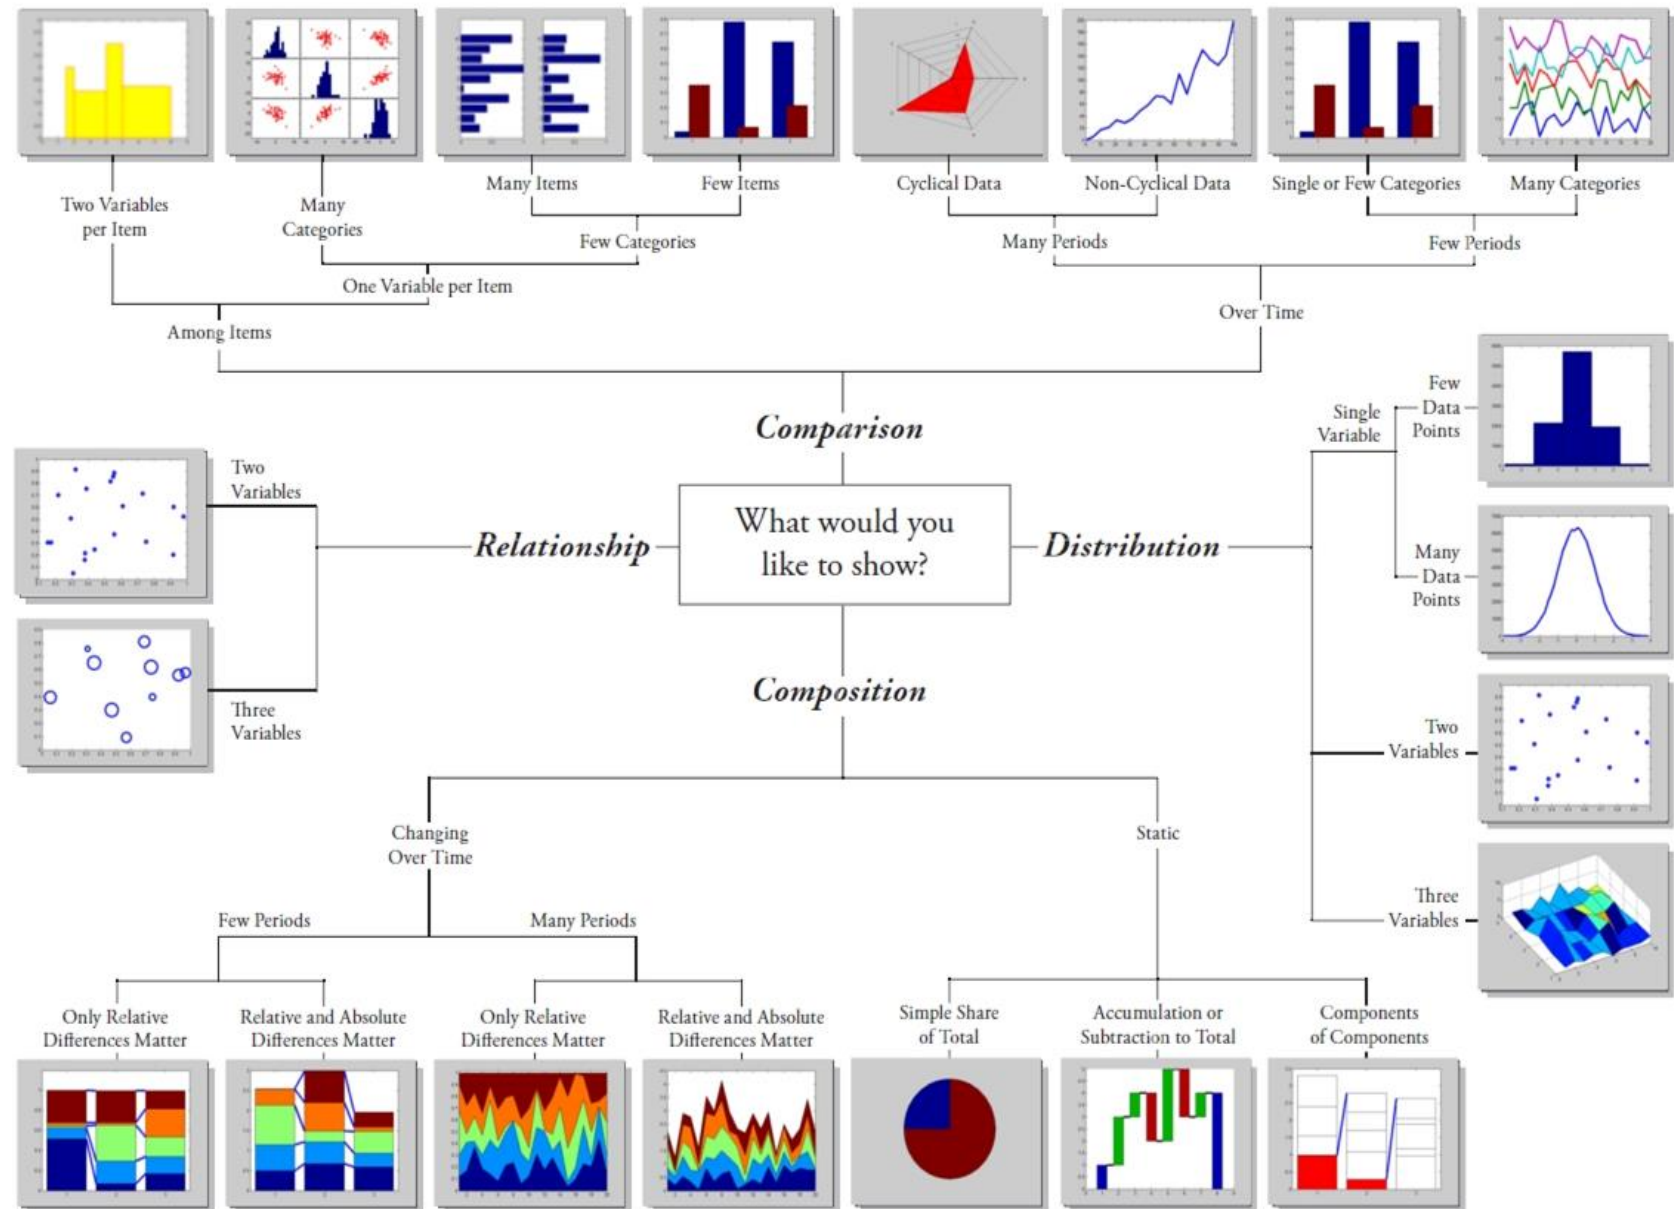 Two Variables
per Item
Many
Categories
Many Items
Few Items
Few Categories
One Variable per Item
Among Items
Cyclical Data
Non-Cyclical Data
Many Periods
Single or Few Categories
Many Categories
Few Periods
Over Time
Comparison
What would you
like to show?
Relationship
Two
Variables
Three
Variables
Distribution
Single
Variable
Few
Data
Points
Many
Data
Points
Two
Variables
Three
Variables
Composition
Changing
Over Time
Few Periods
Many Periods
Only Relative
Differences Matter
Relative and Absolute
Differences Matter
Only Relative
Differences Matter
Relative and Absolute
Differences Matter
Static
Simple Share
of Total
Accumulation or
Subtraction to Total
Components
of Components